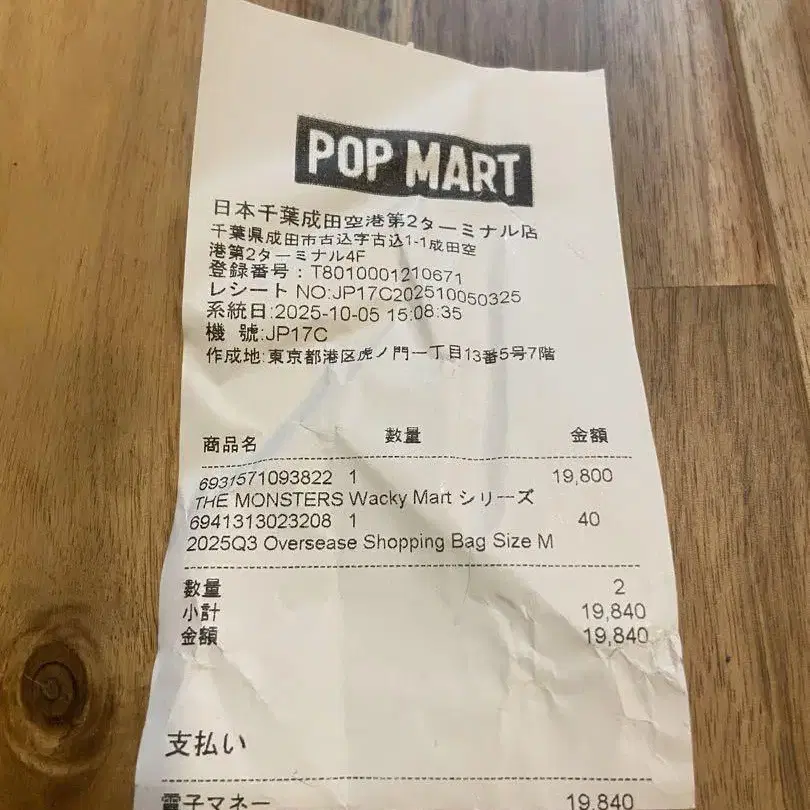 POP MART
日本千葉成田空港第2ターミナル店
千葉県成田市古込字古込1-1成田空
港第2ターミナル4F
登録番号：T8010001210671
レシート NO:JP17C202510050325
系統日:2025-10-05 15:08:35
機 號:JP17C
作成地:東京都港区虎ノ門一丁目13番5号7階
商品名 数量 金額
6931571093822 1 19,800
THE MONSTERS Wacky Mart シリーズ
6941313023208 1 40
2025Q3 Oversease Shopping Bag Size M
数量 2
小計 19,840
金額 19,840
支払い
電子マネー 19,840